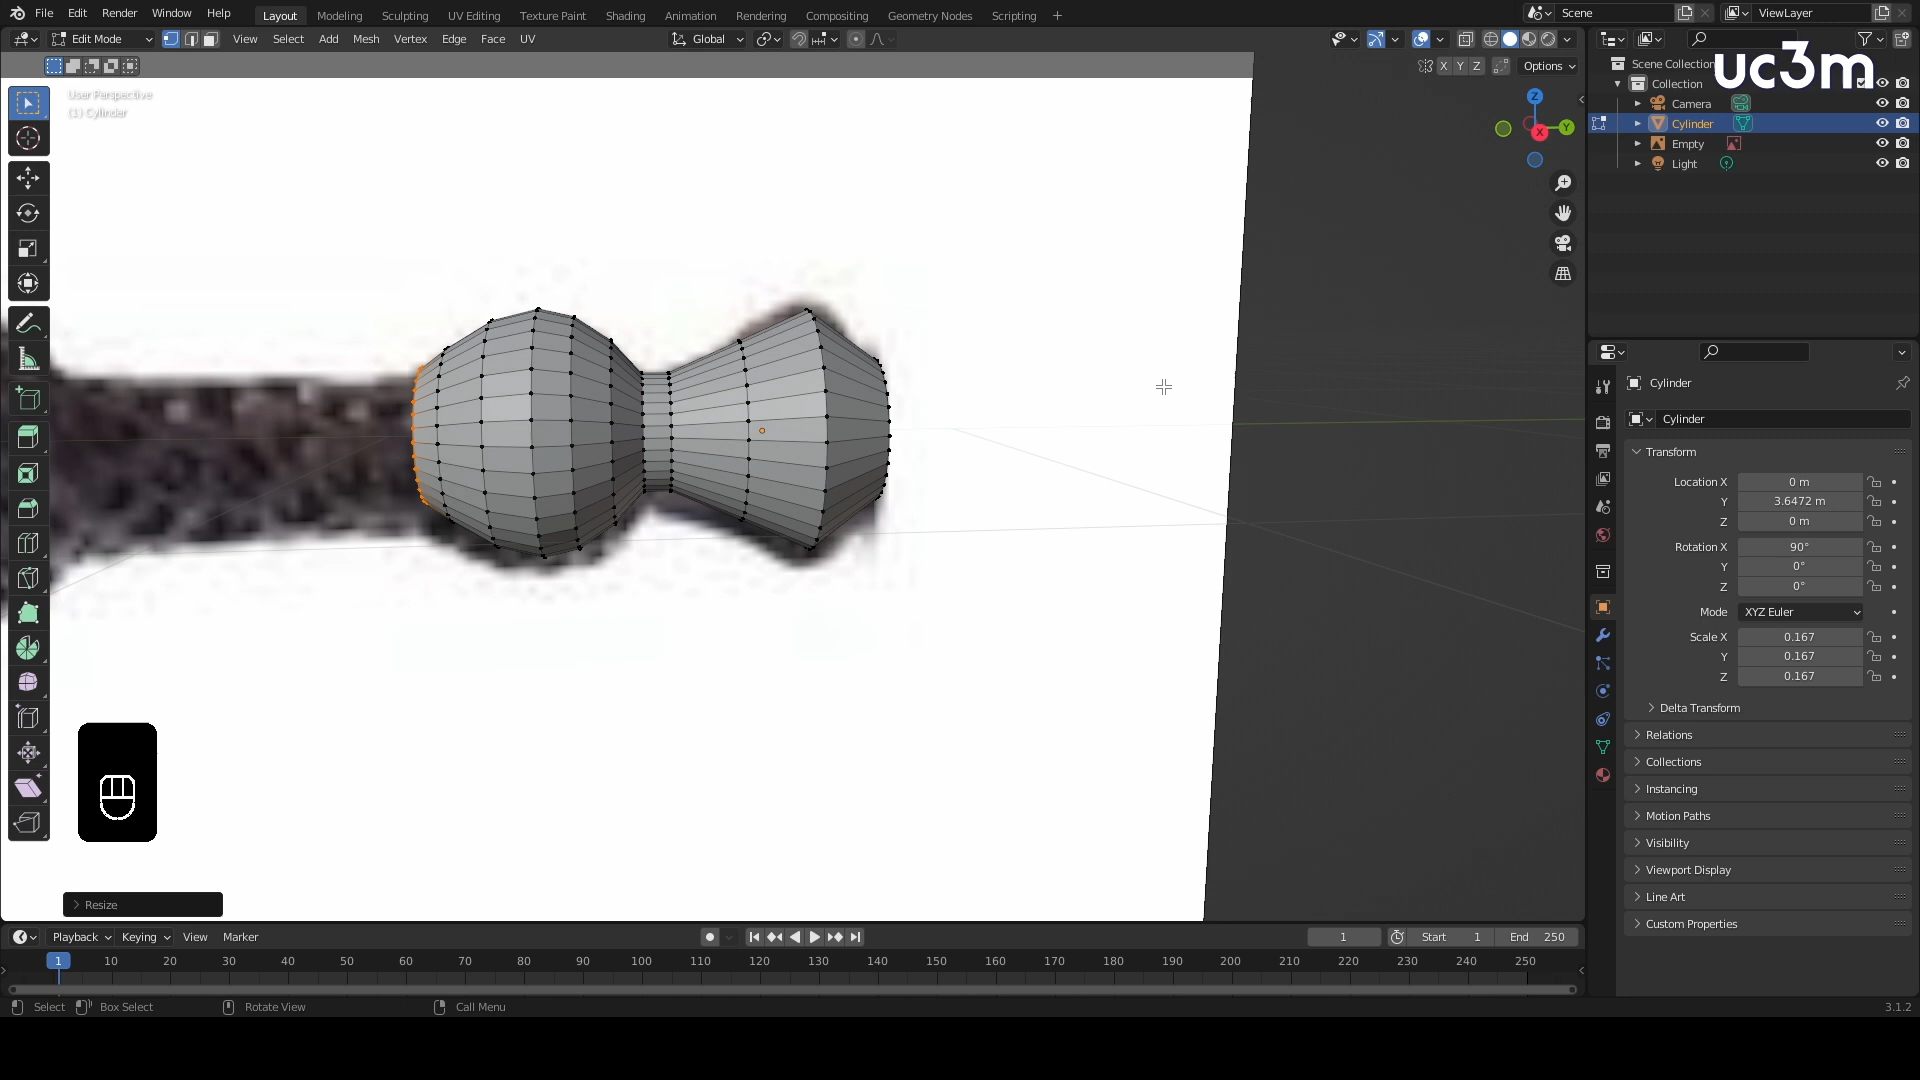 File Edit Render Window Help Layout Modeling Sculpting UV Editing Texture Paint Shading Animation Rendering Compositing Geometry Nodes Scripting + Scene ViewLayer
Edit Mode View Select Add Mesh Vertex Edge Face UV Global
X Y Z Options
User Perspective
(1) Cylinder
Z
Y
X
uc3m
Scene Collection
Collection
Camera
Cylinder
Empty
Light
Cylinder
Cylinder
Transform
Location X 0 m
Y 3.6472 m
Z 0 m
Rotation X 90°
Y 0°
Z 0°
Mode XYZ Euler
Scale X 0.167
Y 0.167
Z 0.167
Delta Transform
Relations
Collections
Instancing
Motion Paths
Visibility
Viewport Display
Line Art
Custom Properties
Resize
Playback Keying View Marker 1 Start 1 End 250
1 10 20 30 40 50 60 70 80 90 100 110 120 130 140 150 160 170 180 190 200 210 220 230 240 250
Select Box Select Rotate View Call Menu 3.1.2